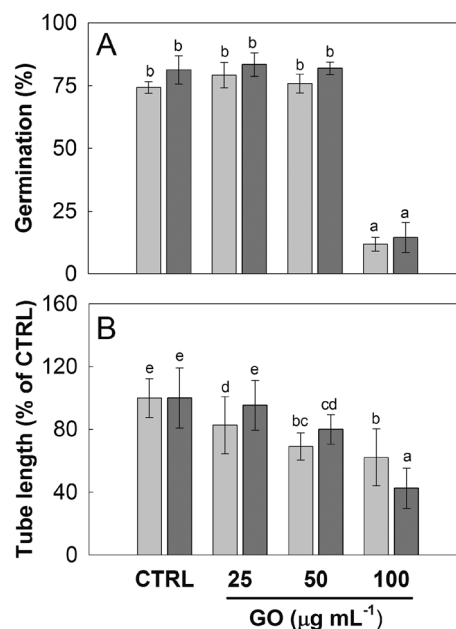 A
Germination (%)
100
75
50
25
0
b b b b b b a a
B
Tube length (% of CTRL)
160
120
80
40
0
e e d e bc cd b a
CTRL 25 50 100
GO (µg mL⁻¹)